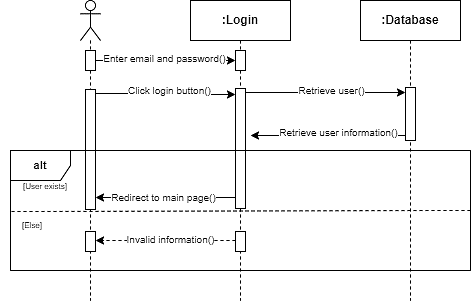 :Login
:Database
Enter email and password()
Click login button()
Retrieve user()
Retrieve user information()
alt
[User exists]
Redirect to main page()
[Else]
Invalid information()